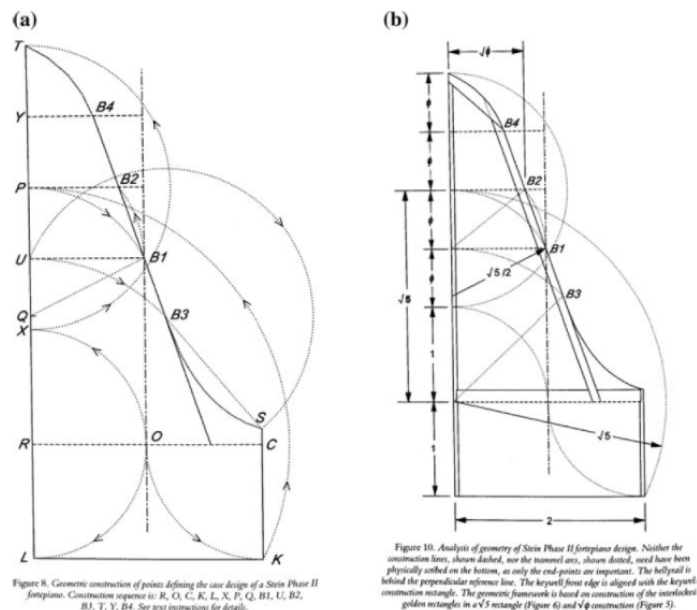 (a)
(b)
T
Y
B4
P
B2
U
B1
Q
X
B3
S
R
O
C
L
K
Figure 8. Geometric construction of points defining the case design of a Stein Phase II
fortepiano. Construction sequence is: R, O, C, K, L, X, P, Q, B1, U, B2,
B3, T, Y, B4. See text instructions for details.
√ϕ
ϕ
B4
ϕ
B2
ϕ
B1
√5/2
ϕ
B3
√5
1
√5
1
2
Figure 10. Analysis of geometry of Stein Phase II fortepiano design. Neither the
construction lines, shown dashed, nor the trammel arcs, shown dotted, need have been
physically scribed on the bottom, as only the end-points are important. The bellyrail is
behind the perpendicular reference line. The keywell front edge is aligned with the keywell
construction rectangle. The geometric framework is based on construction of the interlocked
golden rectangles in a √5 rectangle (Figure 6) and √ϕ construction (Figure 5).